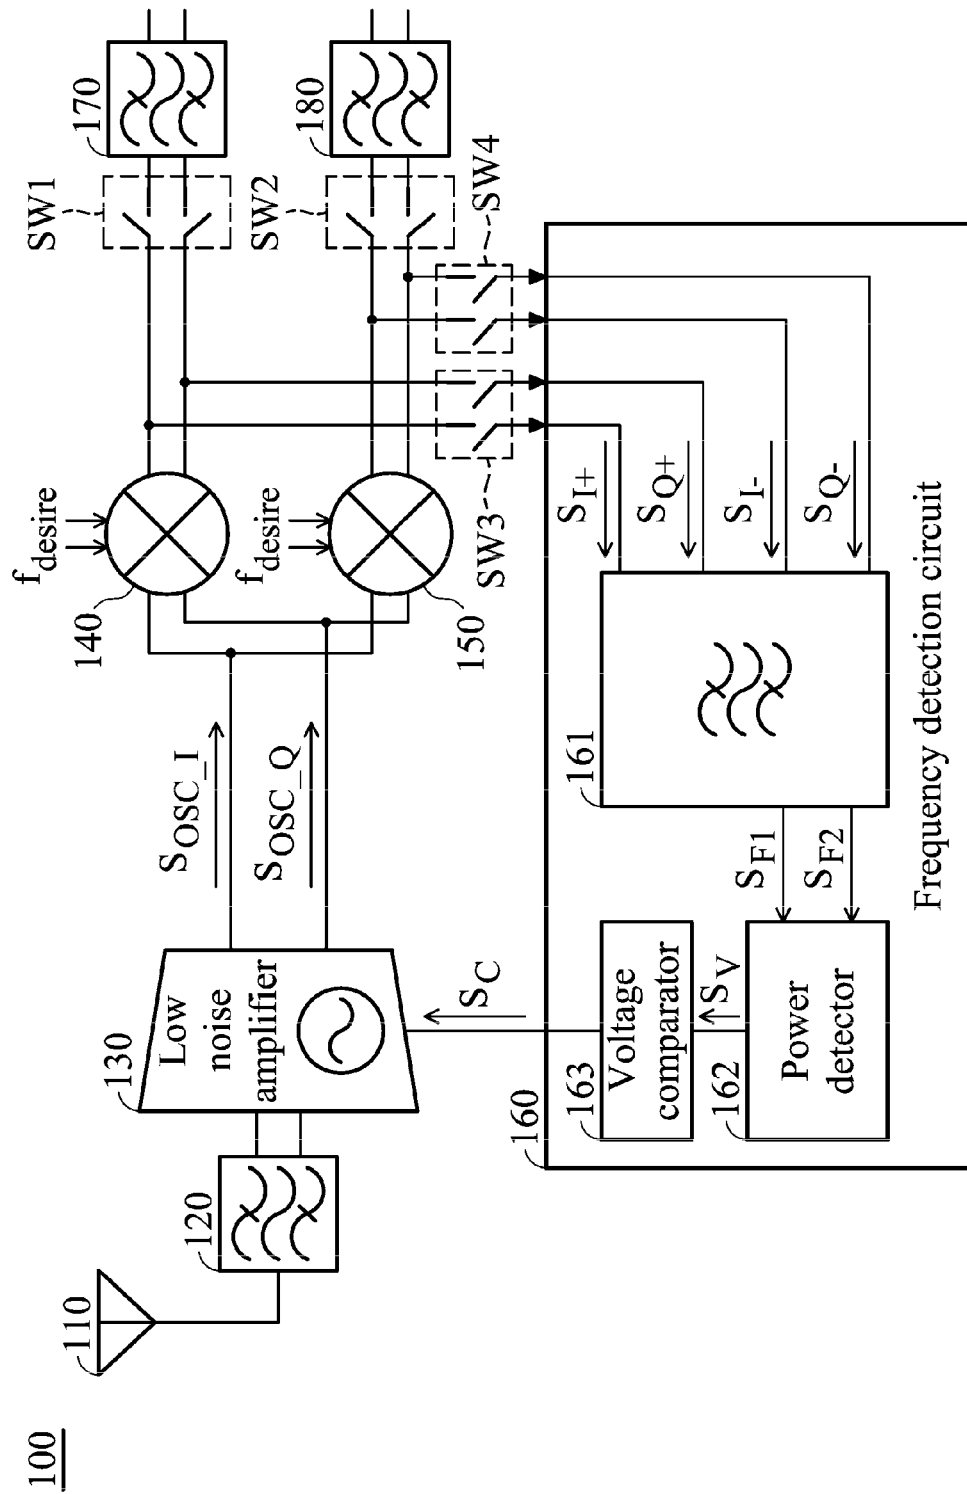 100
110
120
130
Low
noise
amplifier
S_OSC_I
S_OSC_Q
f_desire
140
f_desire
150
SW1
170
SW2
180
SW3
SW4
160
S_C
163
Voltage
comparator
S_V
162
Power
detector
S_F1
S_F2
161
S_I+
S_Q+
S_I-
S_Q-
Frequency detection circuit